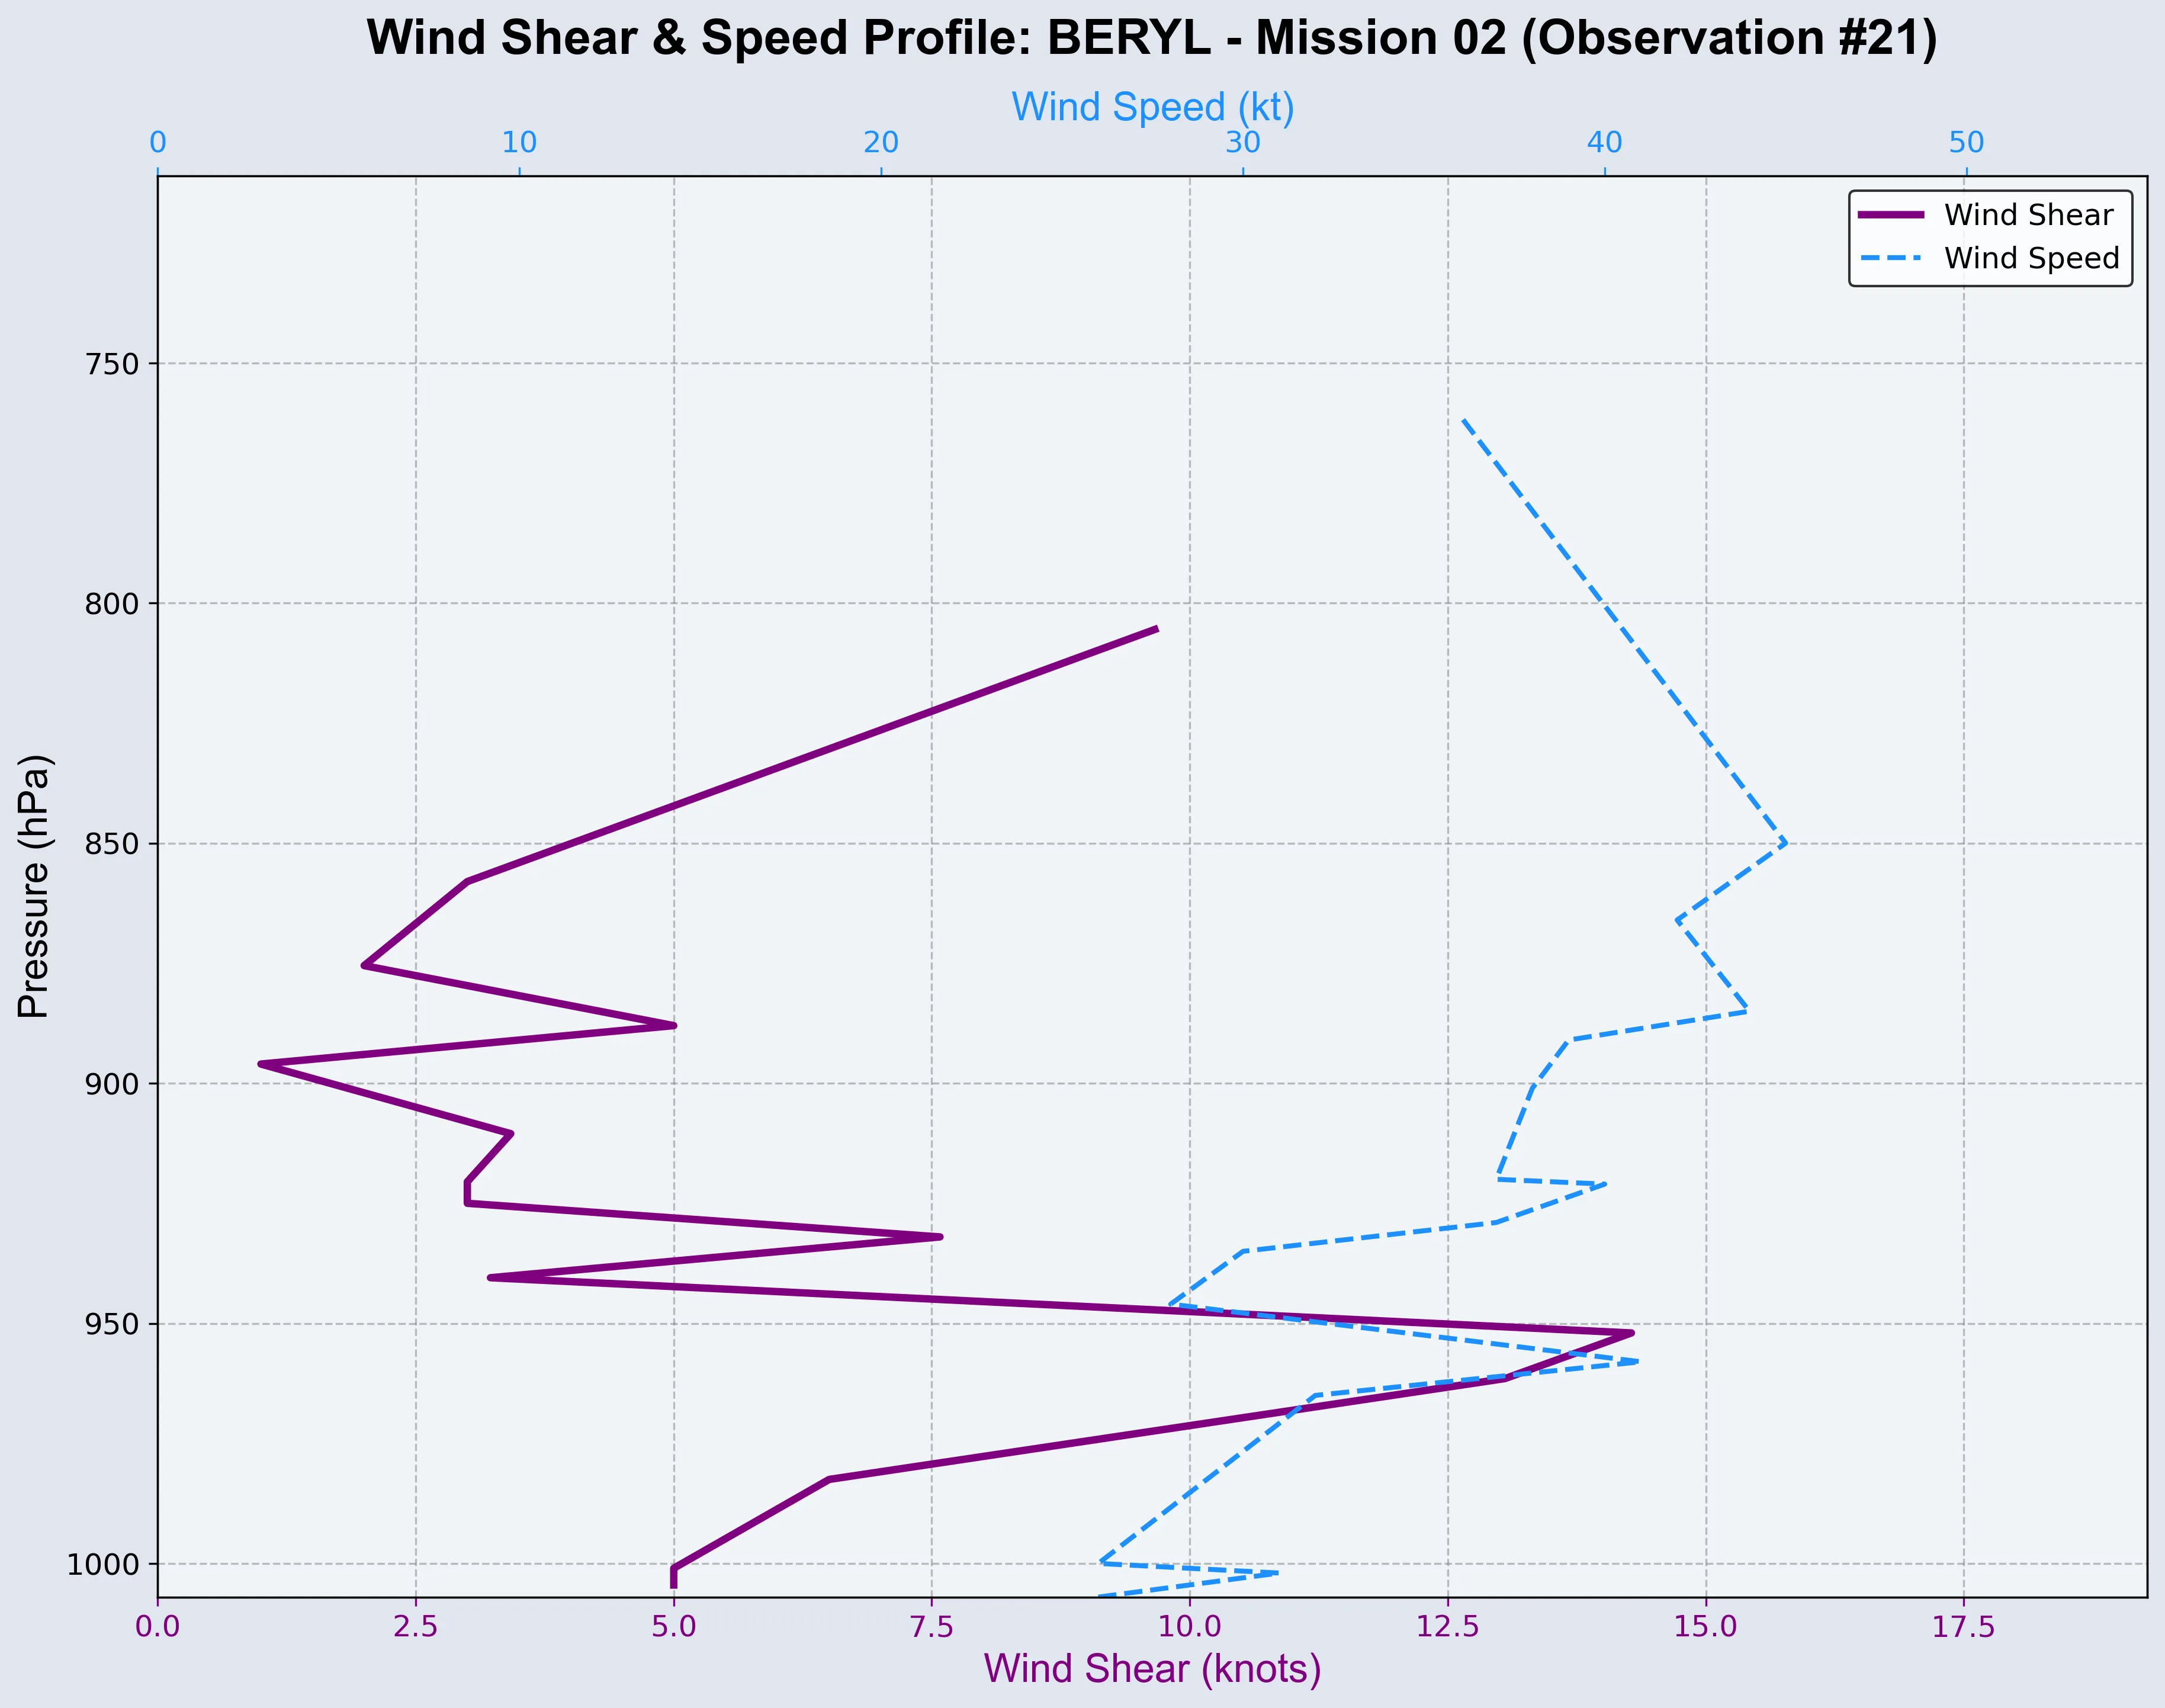 Wind Shear & Speed Profile: BERYL - Mission 02 (Observation #21)
Wind Speed (kt)
0 10 20 30 40 50
Wind Shear
Wind Speed
Pressure (hPa)
750
800
850
900
950
1000
0.0 2.5 5.0 7.5 10.0 12.5 15.0 17.5
Wind Shear (knots)